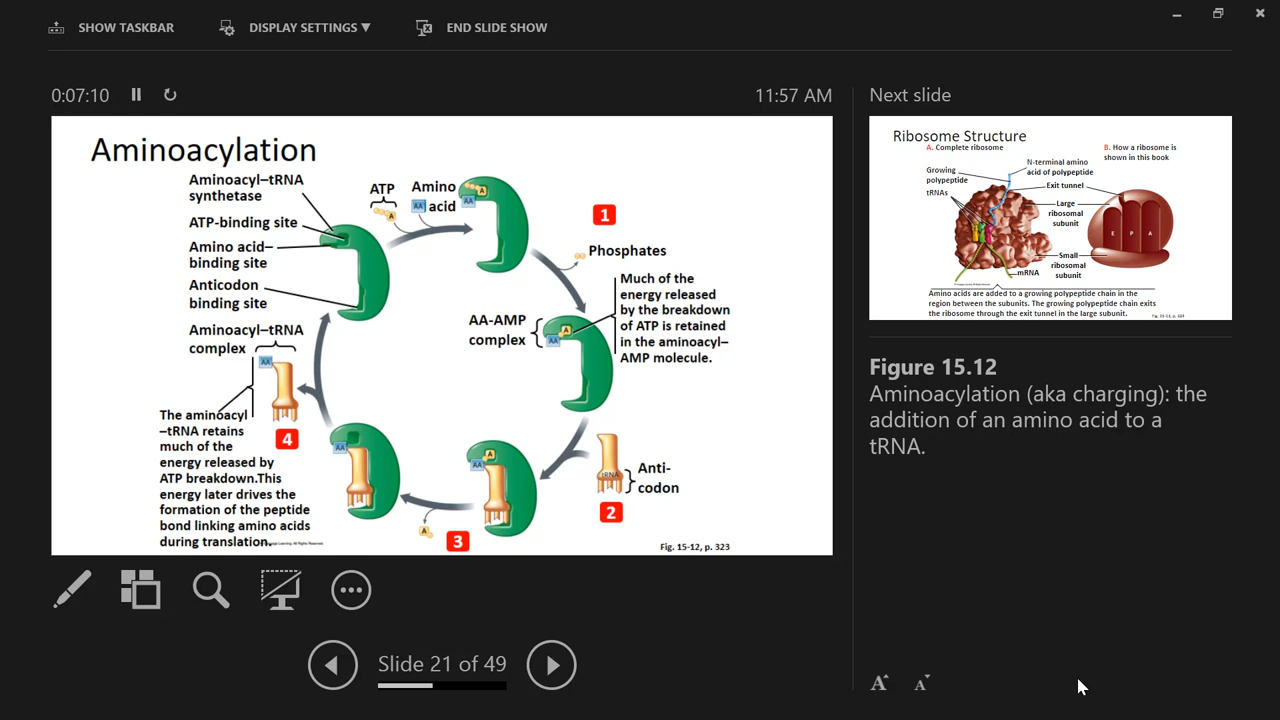 SHOW TASKBAR
DISPLAY SETTINGS ▼
END SLIDE SHOW
0:07:10
11:57 AM
Aminoacylation
Aminoacyl–tRNA
synthetase
ATP-binding site
Amino acid–
binding site
Anticodon
binding site
ATP
A
Amino
acid
AA
A
AA
1
Phosphates
Much of the
energy released
by the breakdown
of ATP is retained
in the aminoacyl–
AMP molecule.
AA-AMP
complex
A
AA
tRNA
Anti-
codon
2
A
AA
A
3
AA
Aminoacyl–tRNA
complex
AA
4
The aminoacyl
–tRNA retains
much of the
energy released by
ATP breakdown.This
energy later drives the
formation of the peptide
bond linking amino acids
during translation.
Fig. 15-12, p. 323
Slide 21 of 49
Next slide
Ribosome Structure
A. Complete ribosome
B. How a ribosome is
shown in this book
Growing
polypeptide
tRNAs
N-terminal amino
acid of polypeptide
Exit tunnel
Large
ribosomal
subunit
Small
ribosomal
subunit
mRNA
E P A
Amino acids are added to a growing polypeptide chain in the
region between the subunits. The growing polypeptide chain exits
the ribosome through the exit tunnel in the large subunit.
Figure 15.12
Aminoacylation (aka charging): the
addition of an amino acid to a
tRNA.
A A